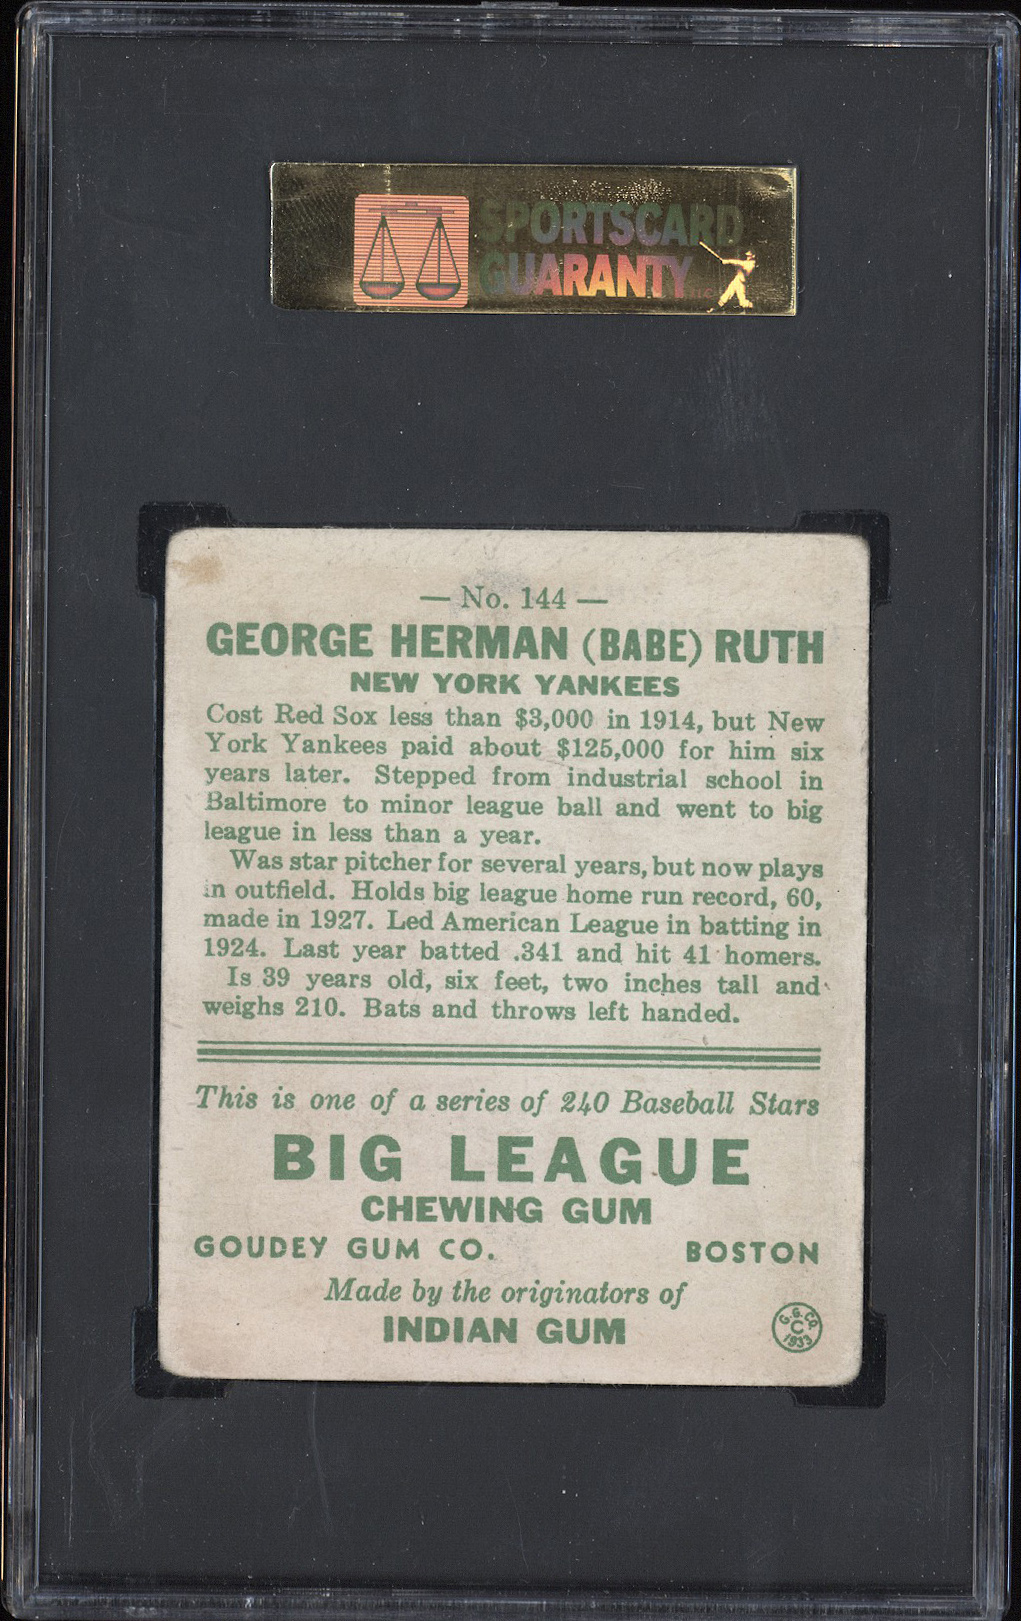 SPORTSCARD
GUARANTY
— No. 144 —
GEORGE HERMAN (BABE) RUTH
NEW YORK YANKEES
Cost Red Sox less than $3,000 in 1914, but New
York Yankees paid about $125,000 for him six
years later. Stepped from industrial school in
Baltimore to minor league ball and went to big
league in less than a year.
Was star pitcher for several years, but now plays
in outfield. Holds big league home run record, 60,
made in 1927. Led American League in batting in
1924. Last year batted .341 and hit 41 homers.
Is 39 years old, six feet, two inches tall and
weighs 210. Bats and throws left handed.
This is one of a series of 240 Baseball Stars
BIG LEAGUE
CHEWING GUM
GOUDEY GUM CO. BOSTON
Made by the originators of
INDIAN GUM
G. G. CO.
C
1933